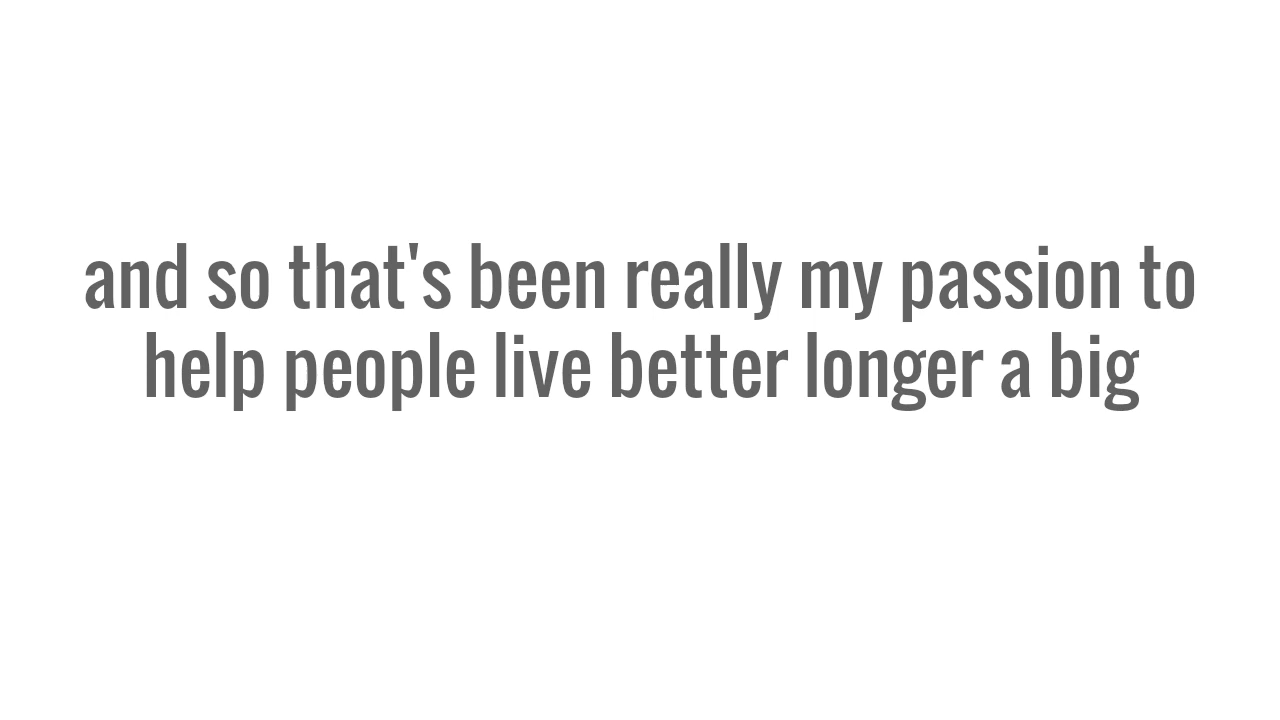 and so that's been really my passion to
help people live better longer a big